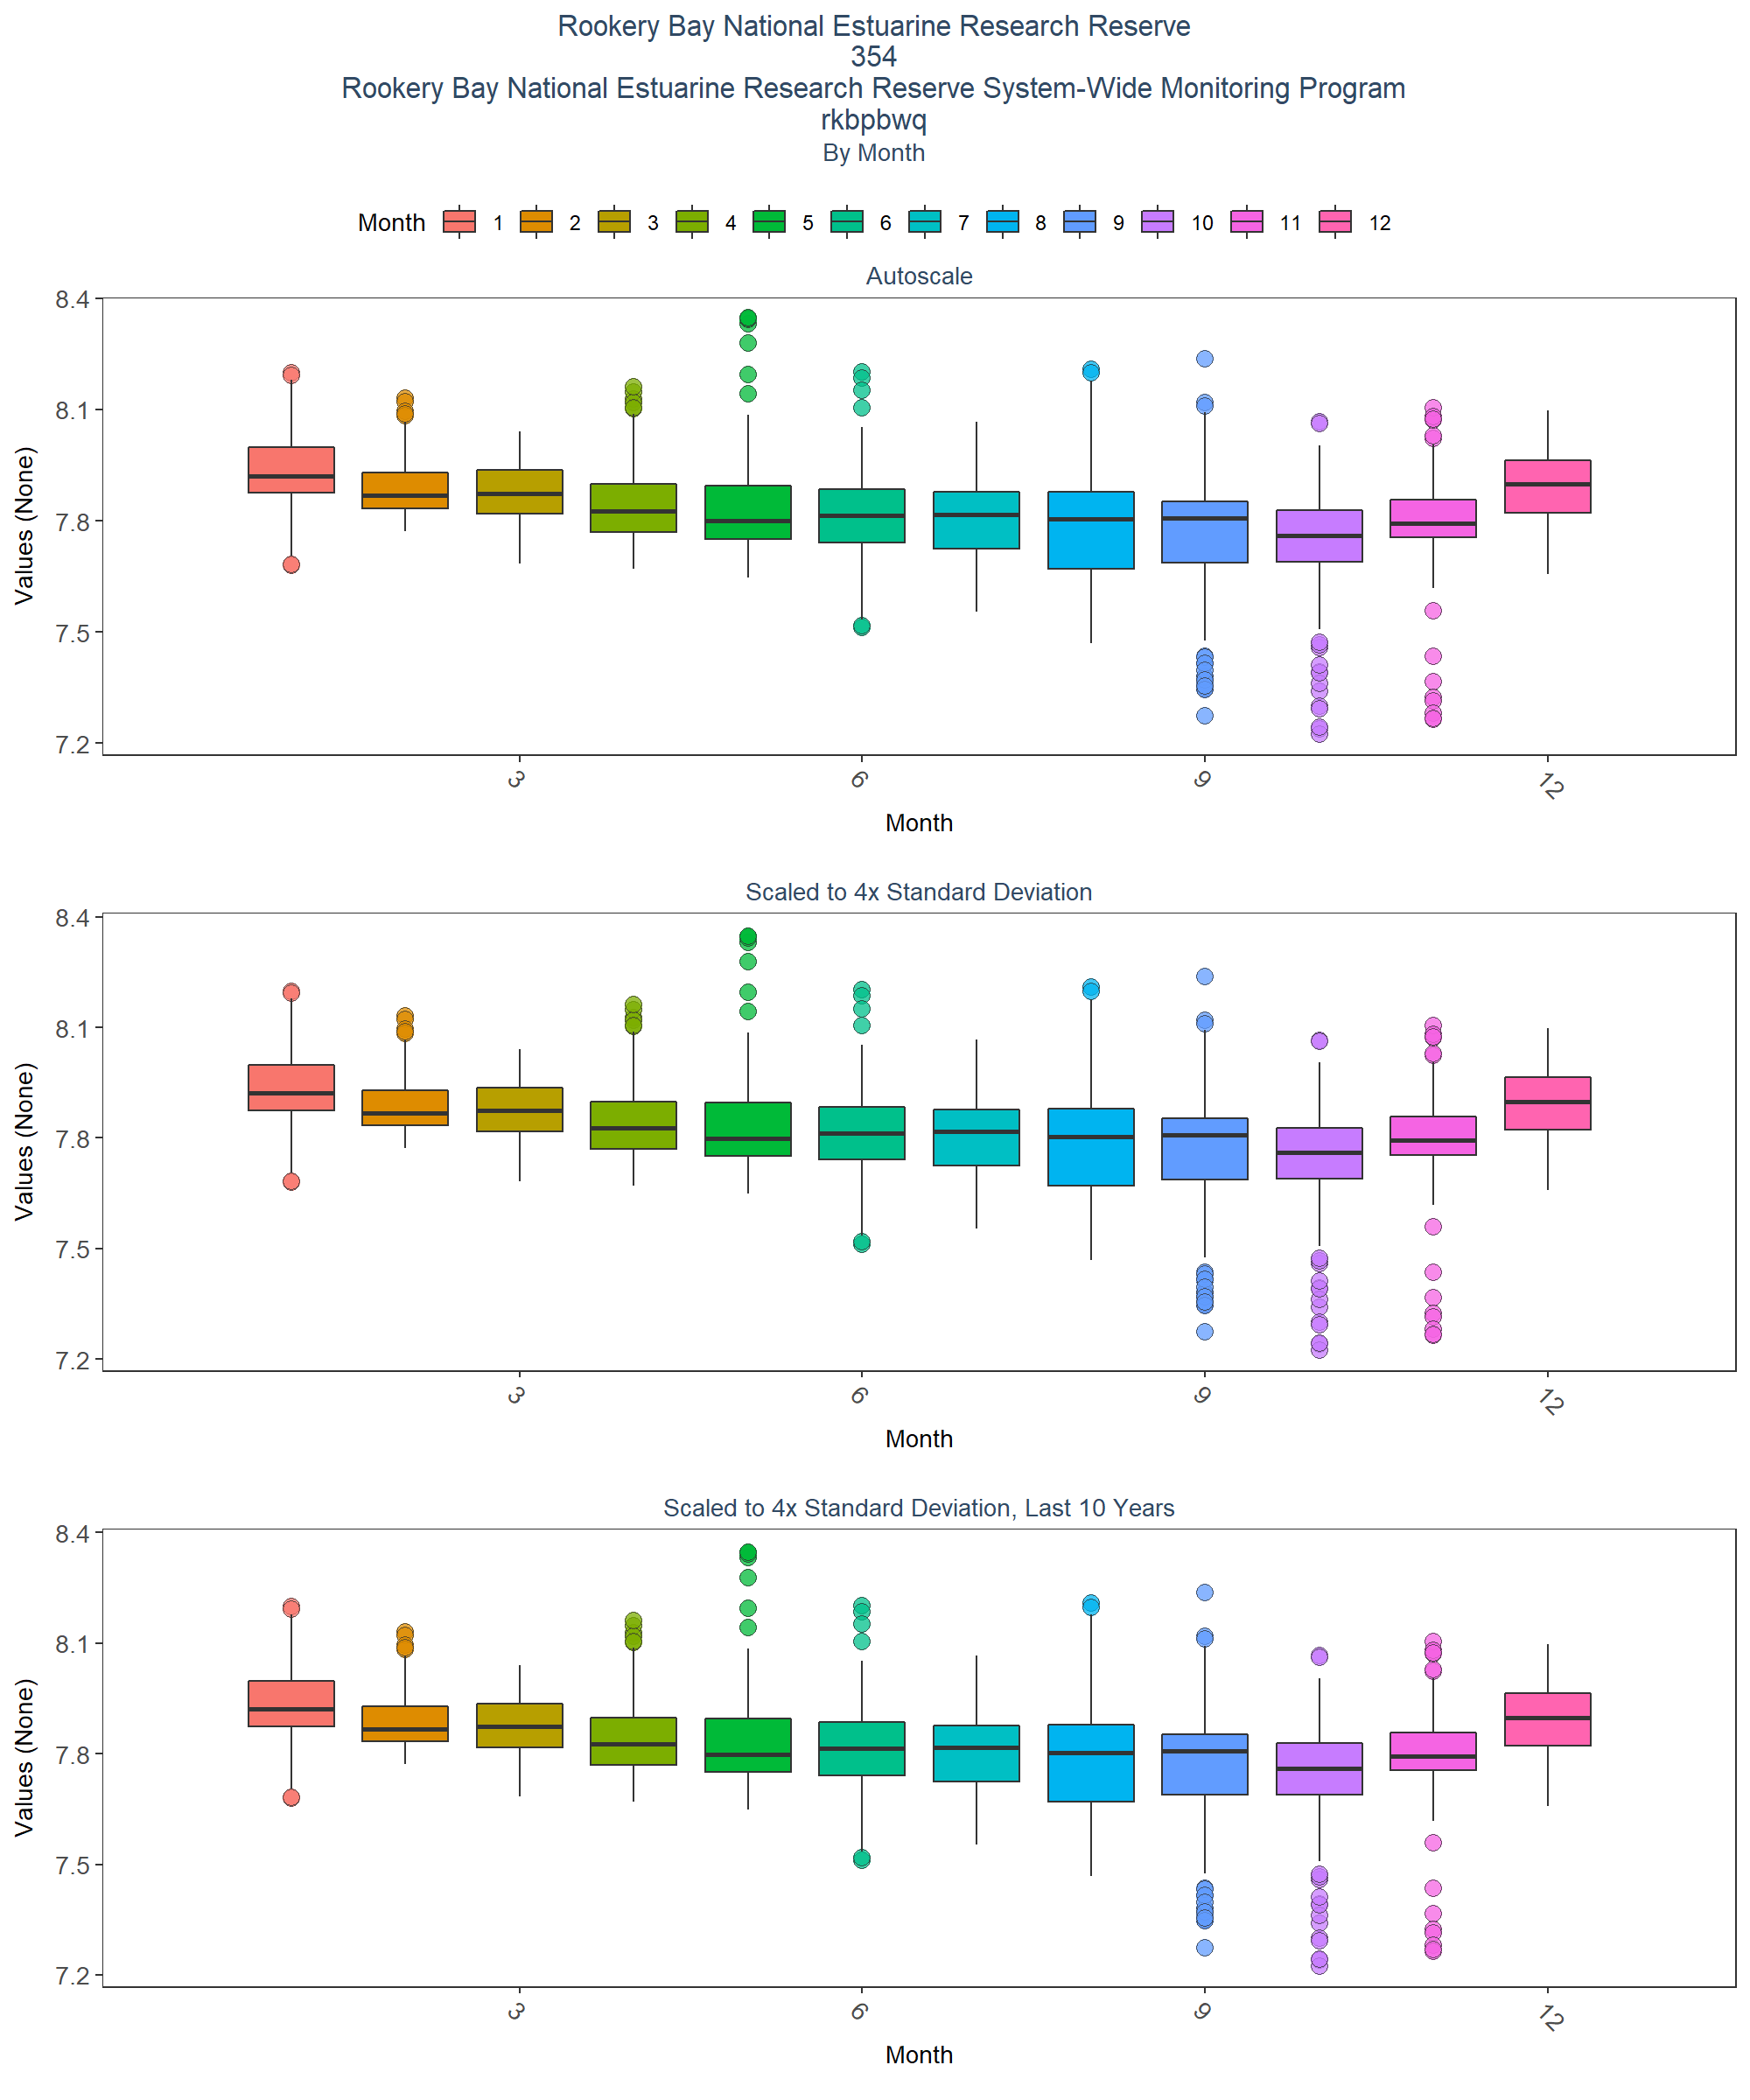 Rookery Bay National Estuarine Research Reserve
354
Rookery Bay National Estuarine Research Reserve System-Wide Monitoring Program
rkbpbwq
By Month
Month 1 2 3 4 5 6 7 8 9 10 11 12
Autoscale
8.4
8.1
7.8
7.5
7.2
Values (None)
3 6 9 12
Month
Scaled to 4x Standard Deviation
8.4
8.1
7.8
7.5
7.2
Values (None)
3 6 9 12
Month
Scaled to 4x Standard Deviation, Last 10 Years
8.4
8.1
7.8
7.5
7.2
Values (None)
3 6 9 12
Month